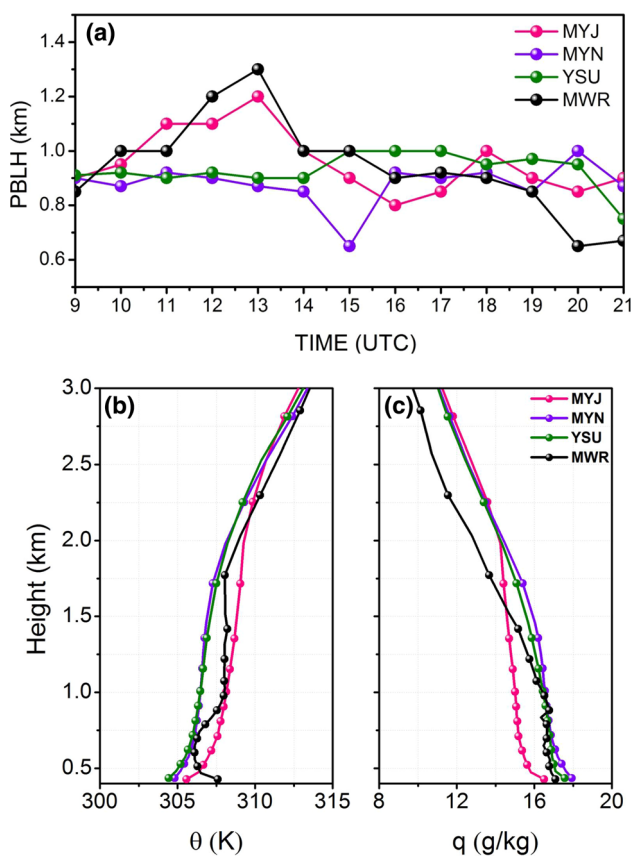 (a)
MYJ
MYN
YSU
MWR
1.4
1.2
1.0
0.8
0.6
PBLH (km)
9 10 11 12 13 14 15 16 17 18 19 20 21
TIME (UTC)
(b)
(c)
MYJ
MYN
YSU
MWR
3.0
2.5
2.0
1.5
1.0
0.5
Height (km)
300 305 310 315
8 12 16 20
θ (K)
q (g/kg)